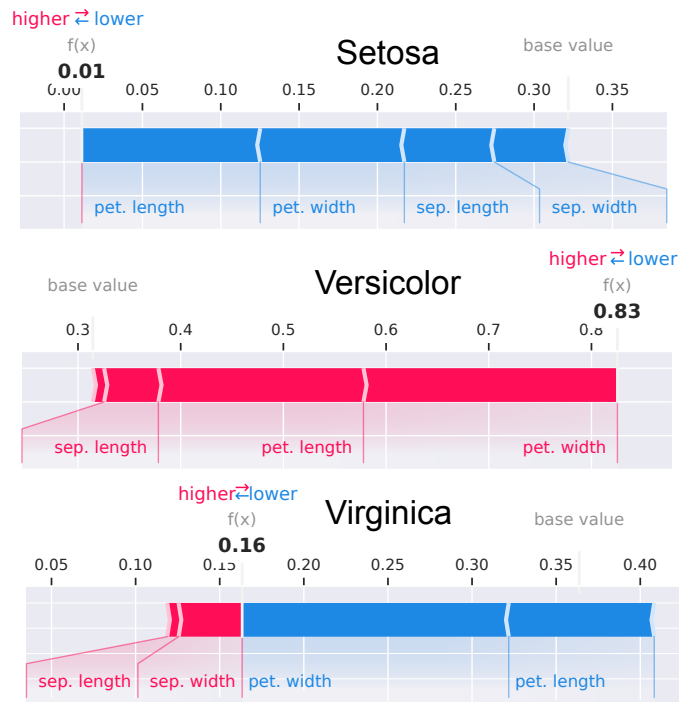 higher ⇄ lower
f(x)
Setosa
base value
0.01
0.00 0.05 0.10 0.15 0.20 0.25 0.30 0.35
pet. length pet. width sep. length sep. width
higher ⇄ lower
base value
Versicolor
f(x)
0.83
0.3 0.4 0.5 0.6 0.7 0.8
sep. length pet. length pet. width
higher ⇄ lower
f(x)
Virginica
base value
0.16
0.05 0.10 0.15 0.20 0.25 0.30 0.35 0.40
sep. length sep. width pet. width pet. length